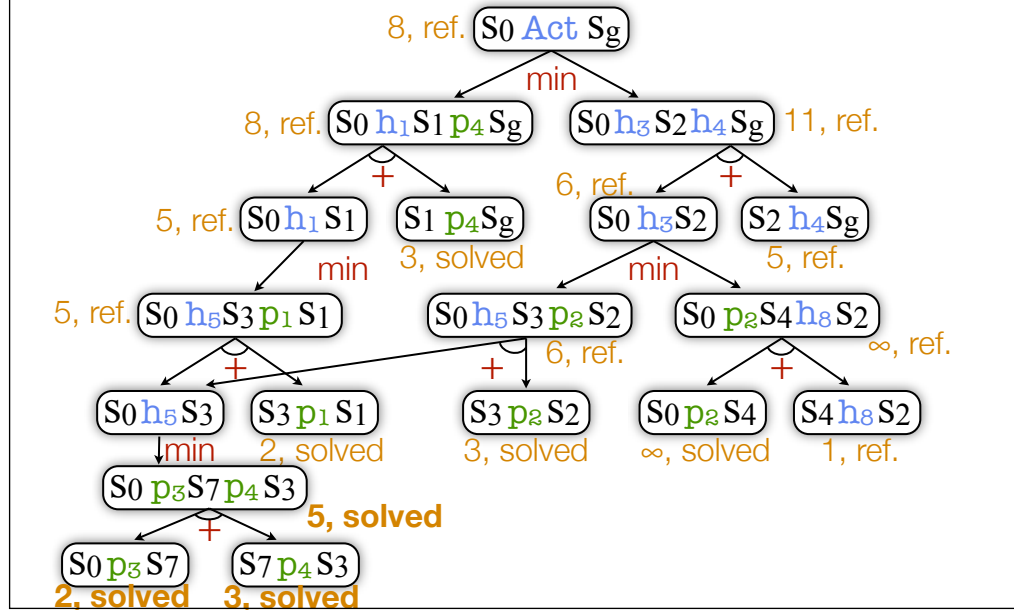 8, ref. S0 Act Sg
min
8, ref. S0 h1 S1 p4 Sg S0 h3 S2 h4 Sg 11, ref.
+ +
6, ref.
5, ref. S0 h1 S1 S1 p4 Sg S0 h3 S2 S2 h4 Sg
3, solved 5, ref.
min min
5, ref. S0 h5 S3 p1 S1 S0 h5 S3 p2 S2 S0 p2 S4 h8 S2
6, ref. ∞, ref.
+ + +
S0 h5 S3 S3 p1 S1 S3 p2 S2 S0 p2 S4 S4 h8 S2
min 2, solved 3, solved ∞, solved 1, ref.
S0 p3 S7 p4 S3
5, solved
+
S0 p3 S7 S7 p4 S3
2, solved 3, solved